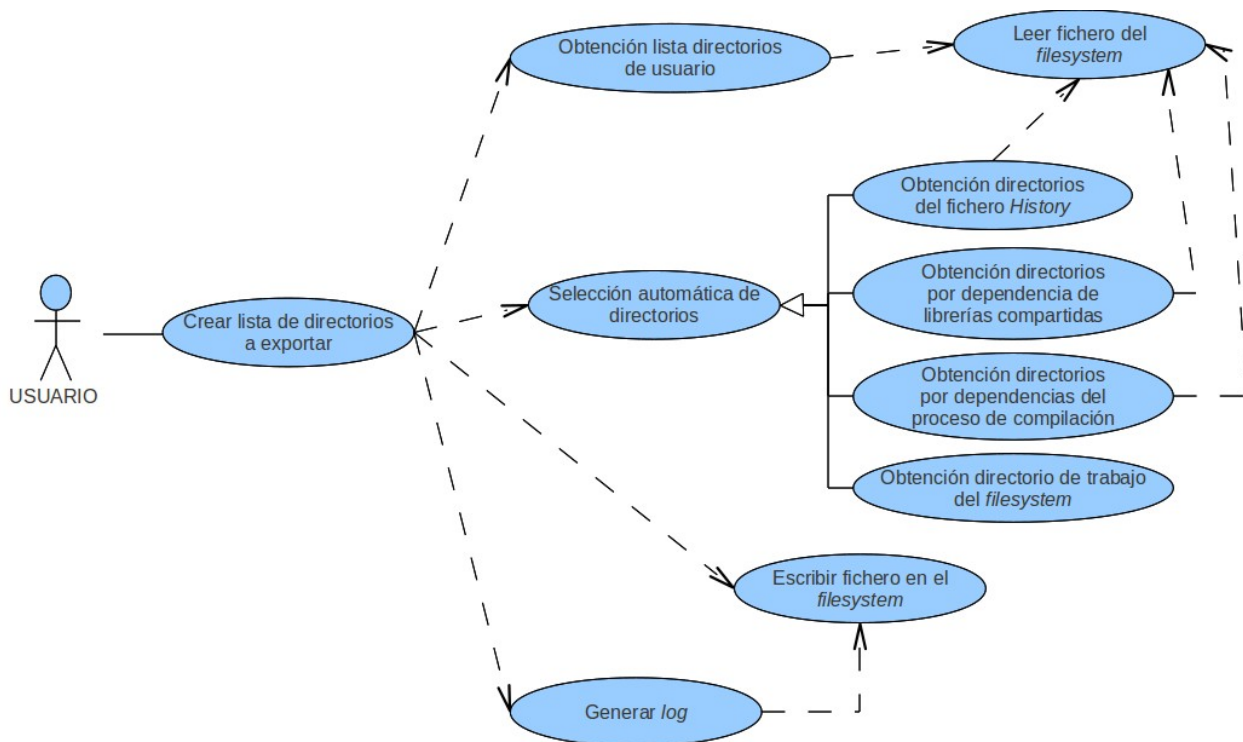 Obtención lista directorios
de usuario
Leer fichero del
filesystem
Obtención directorios
del fichero History
Obtención directorios
por dependencia de
librerías compartidas
Selección automática de
directorios
Crear lista de directorios
a exportar
USUARIO
Obtención directorios
por dependencias del
proceso de compilación
Obtención directorio de trabajo
del filesystem
Escribir fichero en el
filesystem
Generar log